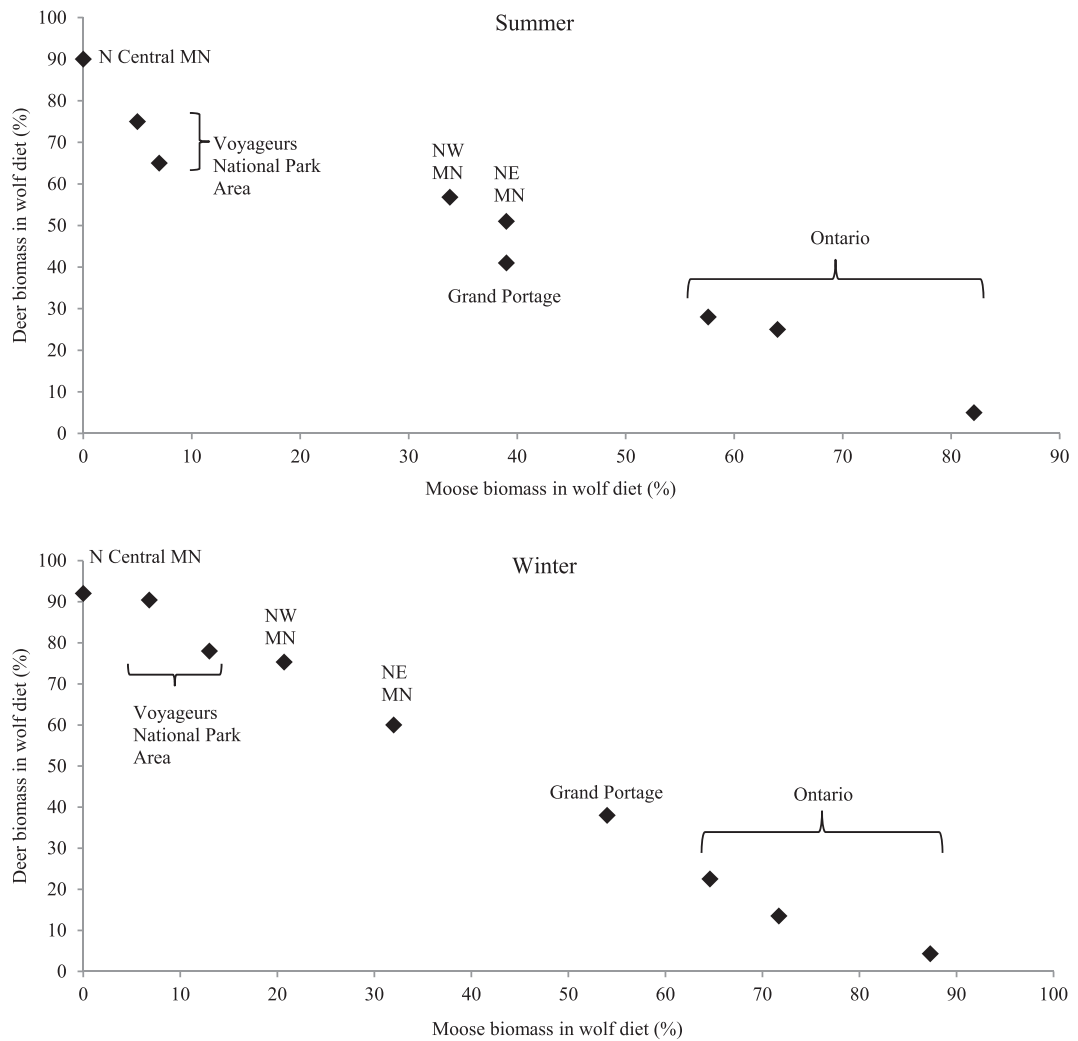 Summer
Deer biomass in wolf diet (%)
100
90
80
70
60
50
40
30
20
10
0
N Central MN
Voyageurs
National Park
Area
NW
MN
NE
MN
Grand Portage
Ontario
0 10 20 30 40 50 60 70 80 90
Moose biomass in wolf diet (%)
Winter
Deer biomass in wolf diet (%)
100
90
80
70
60
50
40
30
20
10
0
N Central MN
Voyageurs
National Park
Area
NW
MN
NE
MN
Grand Portage
Ontario
0 10 20 30 40 50 60 70 80 90 100
Moose biomass in wolf diet (%)